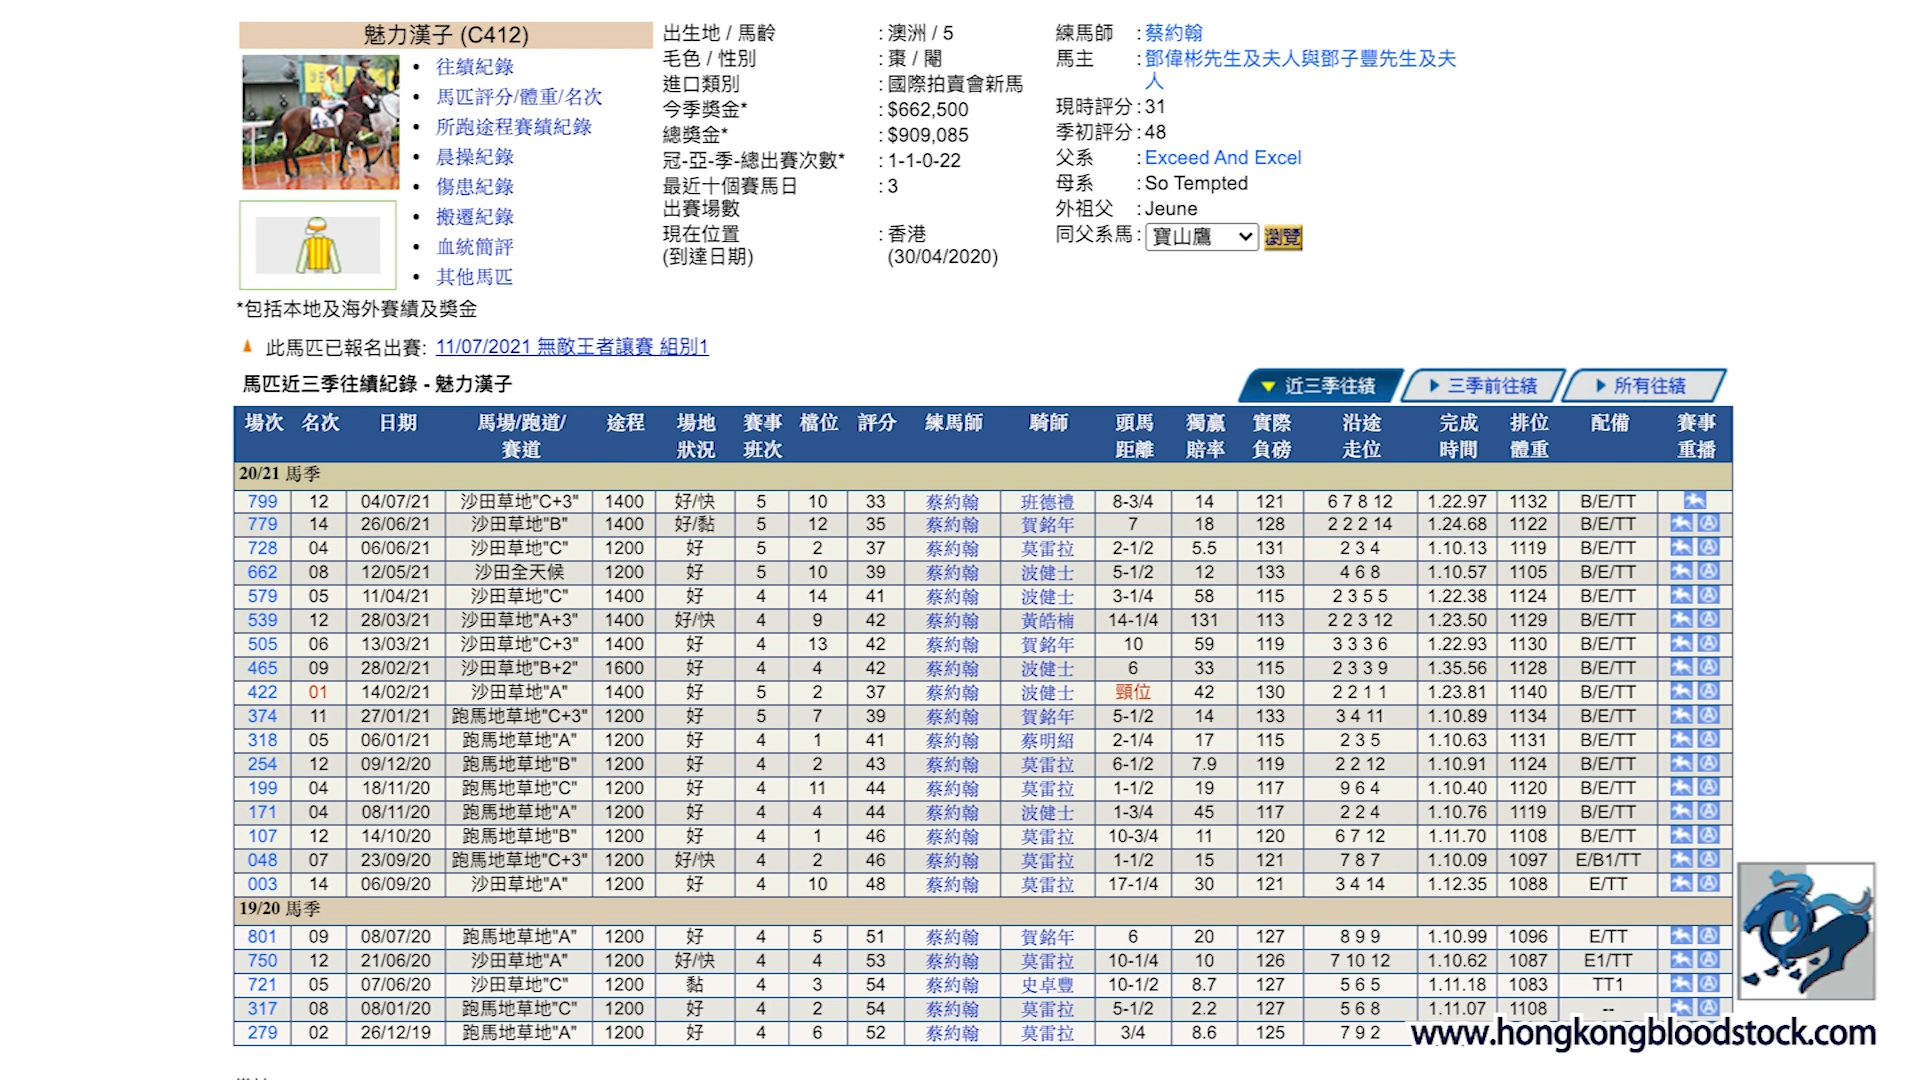 魅力漢子 (C412)
• 往績紀錄
• 馬匹評分/體重/名次
• 所跑途程賽績紀錄
• 晨操紀錄
• 傷患紀錄
• 搬遷紀錄
• 血統簡評
• 其他馬匹
出生地 / 馬齡 : 澳洲 / 5
毛色 / 性別 : 棗 / 閹
進口類別 : 國際拍賣會新馬
今季獎金* : $662,500
總獎金* : $909,085
冠-亞-季-總出賽次數* : 1-1-0-22
最近十個賽馬日 : 3
出賽場數
現在位置 : 香港
(到達日期) (30/04/2020)
練馬師 : 蔡約翰
馬主 : 鄧偉彬先生及夫人與鄧子豐先生及夫
人
現時評分 : 31
季初評分 : 48
父系 : Exceed And Excel
母系 : So Tempted
外祖父 : Jeune
同父系馬 : 寶山鷹 瀏覽
*包括本地及海外賽績及獎金
此馬匹已報名出賽: 11/07/2021 無敵王者讓賽 組別1
馬匹近三季往績紀錄 - 魅力漢子
近三季往績 三季前往績 所有往績
場次 名次 日期 馬場/跑道/ 途程 場地 賽事 檔位 評分 練馬師 騎師 頭馬 獨贏 實際 沿途 完成 排位 配備 賽事
賽道 狀況 班次 距離 賠率 負磅 走位 時間 體重 重播
20/21 馬季
799 12 04/07/21 沙田草地"C+3" 1400 好/快 5 10 33 蔡約翰 班德禮 8-3/4 14 121 6 7 8 12 1.22.97 1132 B/E/TT
779 14 26/06/21 沙田草地"B" 1400 好/黏 5 12 35 蔡約翰 賀銘年 7 18 128 2 2 2 14 1.24.68 1122 B/E/TT
728 04 06/06/21 沙田草地"C" 1200 好 5 2 37 蔡約翰 莫雷拉 2-1/2 5.5 131 2 3 4 1.10.13 1119 B/E/TT
662 08 12/05/21 沙田全天候 1200 好 5 10 39 蔡約翰 波健士 5-1/2 12 133 4 6 8 1.10.57 1105 B/E/TT
579 05 11/04/21 沙田草地"C" 1400 好 4 14 41 蔡約翰 波健士 3-1/4 58 115 2 3 5 5 1.22.38 1124 B/E/TT
539 12 28/03/21 沙田草地"A+3" 1400 好/快 4 9 42 蔡約翰 黃皓楠 14-1/4 131 113 2 2 3 12 1.23.50 1129 B/E/TT
505 06 13/03/21 沙田草地"C+3" 1400 好 4 13 42 蔡約翰 賀銘年 10 59 119 3 3 3 6 1.22.93 1130 B/E/TT
465 09 28/02/21 沙田草地"B+2" 1600 好 4 4 42 蔡約翰 波健士 6 33 115 2 3 3 9 1.35.56 1128 B/E/TT
422 01 14/02/21 沙田草地"A" 1400 好 5 2 37 蔡約翰 波健士 頸位 42 130 2 2 1 1 1.23.81 1140 B/E/TT
374 11 27/01/21 跑馬地草地"C+3" 1200 好 5 7 39 蔡約翰 賀銘年 5-1/2 14 133 3 4 11 1.10.89 1134 B/E/TT
318 05 06/01/21 跑馬地草地"A" 1200 好 4 1 41 蔡約翰 蔡明紹 2-1/4 17 115 2 3 5 1.10.63 1131 B/E/TT
254 12 09/12/20 跑馬地草地"B" 1200 好 4 2 43 蔡約翰 莫雷拉 6-1/2 7.9 119 2 2 12 1.10.91 1124 B/E/TT
199 04 18/11/20 跑馬地草地"C" 1200 好 4 11 44 蔡約翰 莫雷拉 1-1/2 19 117 9 6 4 1.10.40 1120 B/E/TT
171 04 08/11/20 跑馬地草地"A" 1200 好 4 4 44 蔡約翰 波健士 1-3/4 45 117 2 2 4 1.10.76 1119 B/E/TT
107 12 14/10/20 跑馬地草地"B" 1200 好 4 1 46 蔡約翰 莫雷拉 10-3/4 11 120 6 7 12 1.11.70 1108 B/E/TT
048 07 23/09/20 跑馬地草地"C+3" 1200 好/快 4 2 46 蔡約翰 莫雷拉 1-1/2 15 121 7 8 7 1.10.09 1097 E/B1/TT
003 14 06/09/20 沙田草地"A" 1200 好 4 10 48 蔡約翰 莫雷拉 17-1/4 30 121 3 4 14 1.12.35 1088 E/TT
19/20 馬季
801 09 08/07/20 跑馬地草地"A" 1200 好 4 5 51 蔡約翰 賀銘年 6 20 127 8 9 9 1.10.99 1096 E/TT
750 12 21/06/20 沙田草地"A" 1200 好/快 4 4 53 蔡約翰 莫雷拉 10-1/4 10 126 7 10 12 1.10.62 1087 E1/TT
721 05 07/06/20 沙田草地"C" 1200 黏 4 3 54 蔡約翰 史卓豐 10-1/2 8.7 127 5 6 5 1.11.18 1083 TT1
317 08 08/01/20 跑馬地草地"C" 1200 好 4 2 54 蔡約翰 莫雷拉 5-1/2 2.2 127 5 6 8 1.11.07 1108 --
279 02 26/12/19 跑馬地草地"A" 1200 好 4 6 52 蔡約翰 莫雷拉 3/4 8.6 125 7 9 2
www.hongkongbloodstock.com